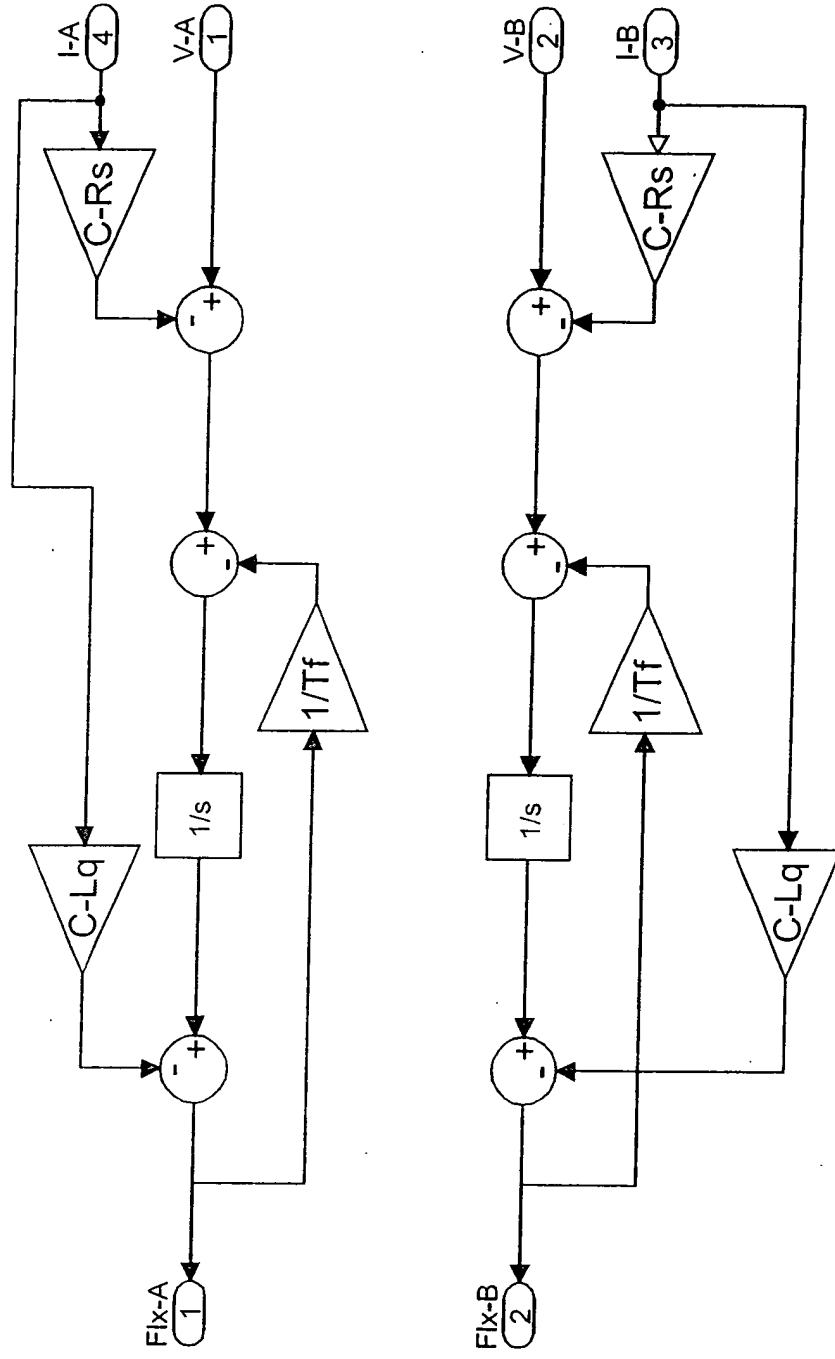 I-A
4
V-A
1
C-Rs
-
+
+
-
1/Tf
1/s
C-Lq
-
+
Flx-A
1
V-B
2
I-B
3
C-Rs
+
-
+
-
1/Tf
1/s
C-Lq
+
-
Flx-B
2